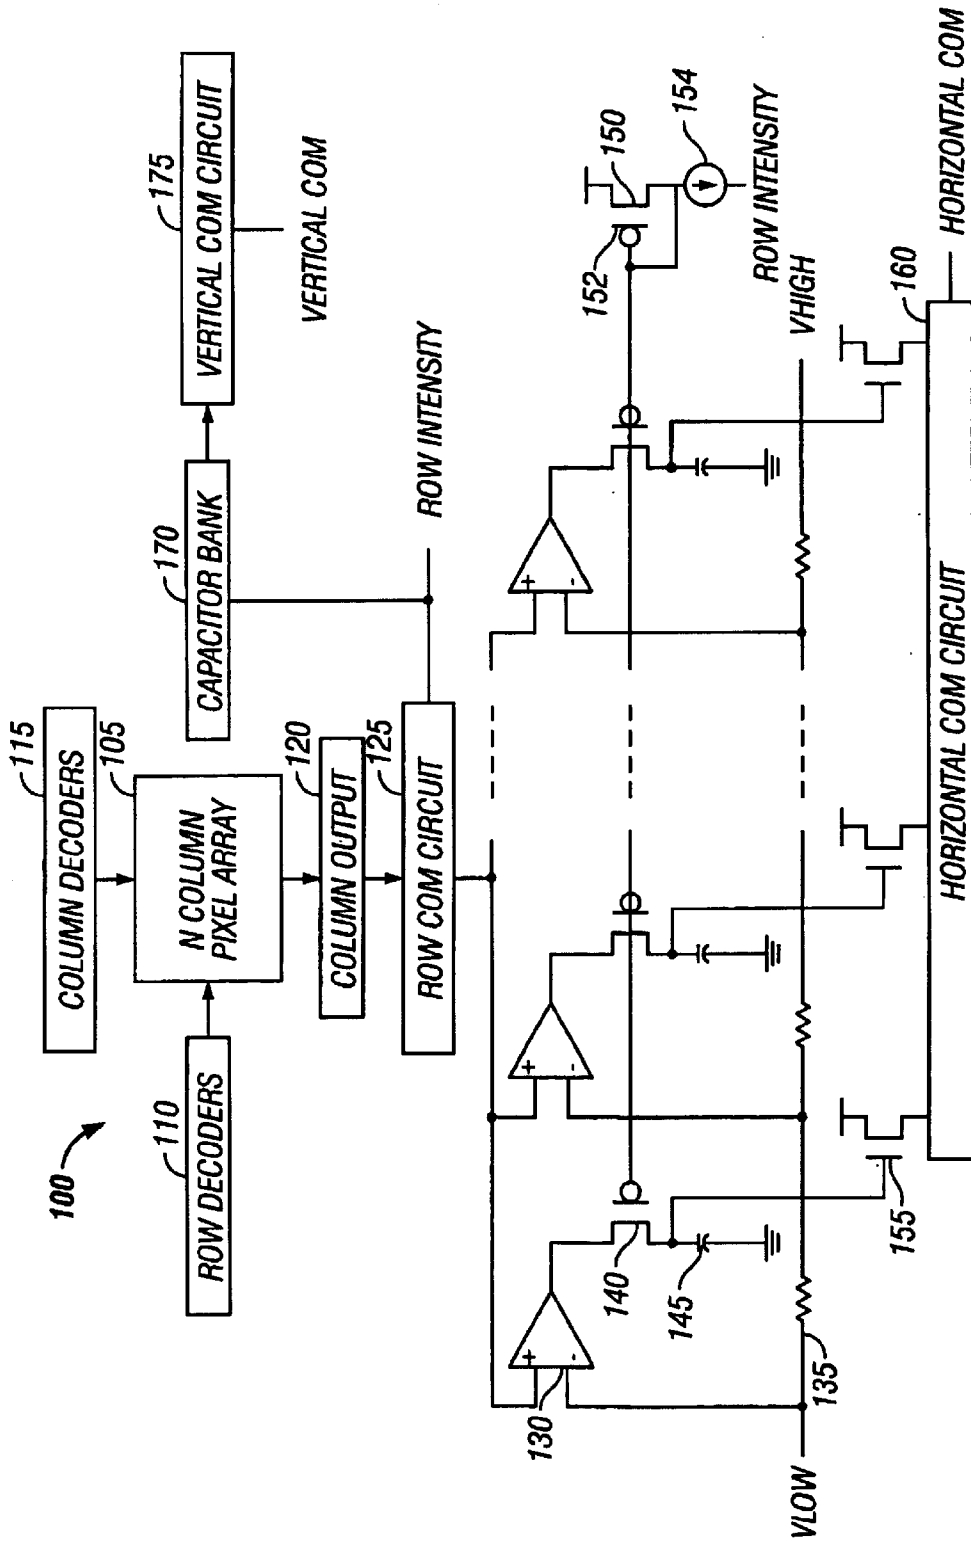 100
115
COLUMN DECODERS
110
ROW DECODERS
105
N COLUMN
PIXEL ARRAY
170
CAPACITOR BANK
175
VERTICAL COM CIRCUIT
VERTICAL COM
120
COLUMN OUTPUT
125
ROW COM CIRCUIT
ROW INTENSITY
+
-
130
+
-
+
-
140
145
152
150
154
ROW INTENSITY
VLOW
135
VHIGH
155
160
HORIZONTAL COM CIRCUIT
HORIZONTAL COM